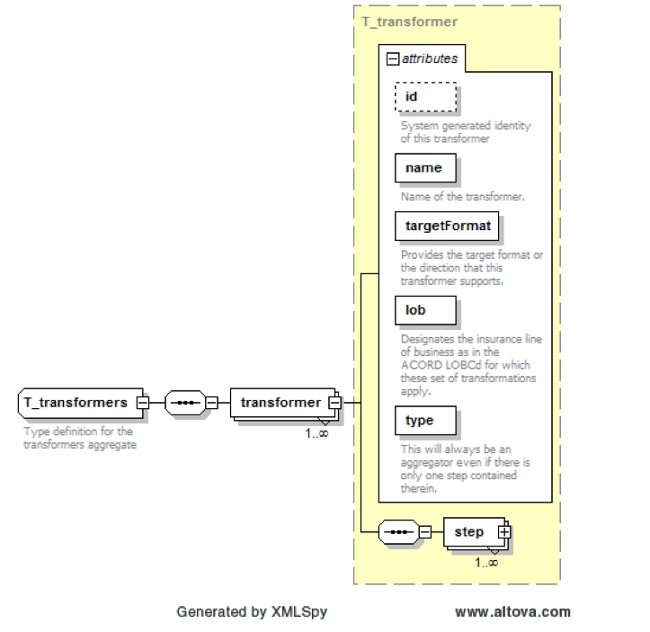 T_transformer
attributes
id
System generated identity
of this transformer
name
Name of the transformer.
targetFormat
Provides the target format or
the direction that this
transformer supports.
lob
Designates the insurance line
of business as in the
ACORD LOBCd for which
these set of transformations
apply.
type
This will always be an
aggregator even if there is
only one step contained
therein.
T_transformers
Type definition for the
transformers aggregate
transformer
1..∞
step
1..∞
Generated by XMLSpy
www.altova.com